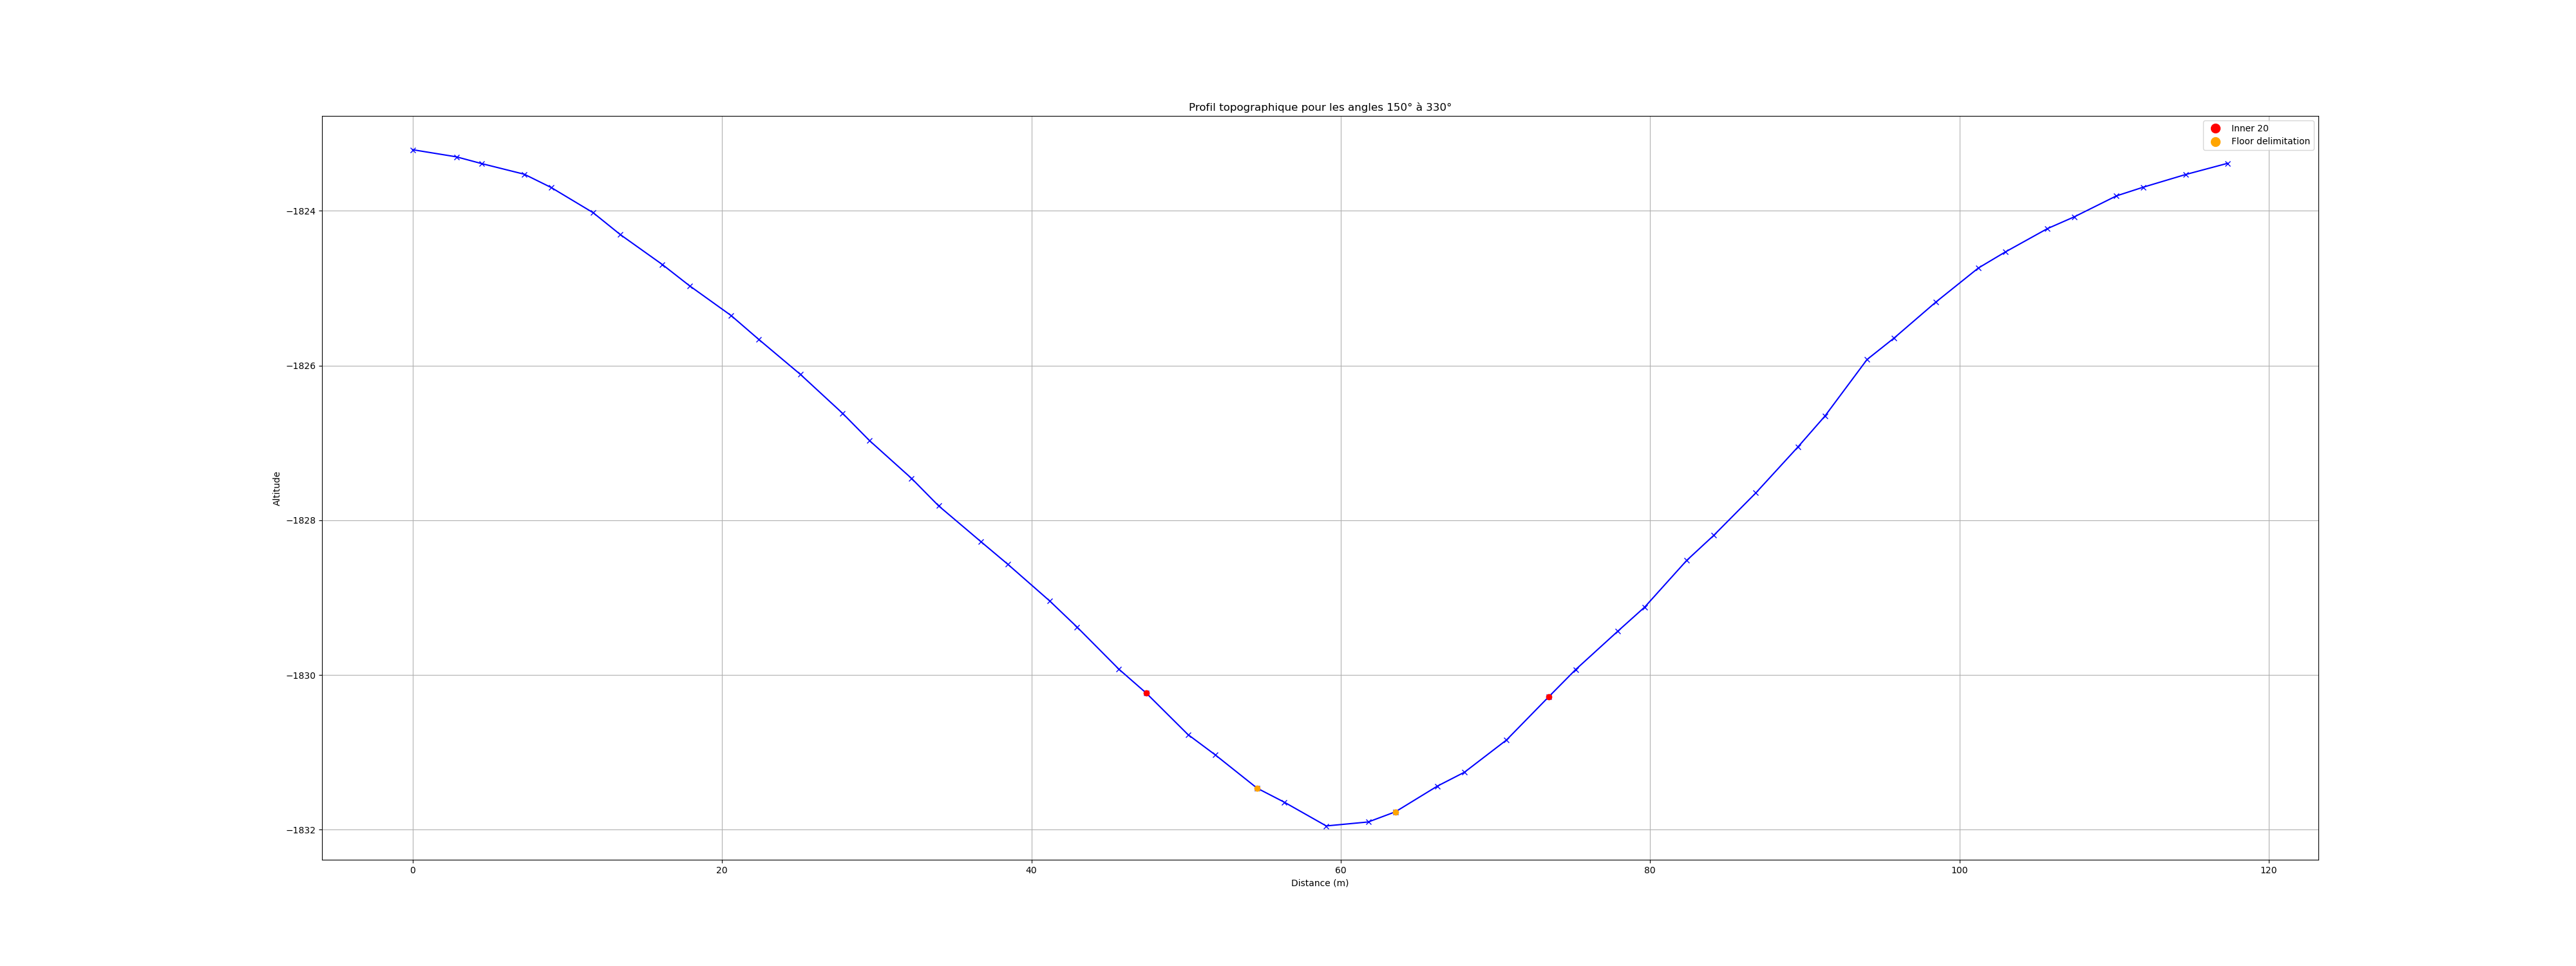 Profil topographique pour les angles 150° à 330°
Inner 20
Floor delimitation
Altitude
−1824
−1826
−1828
−1830
−1832
0 20 40 60 80 100 120
Distance (m)